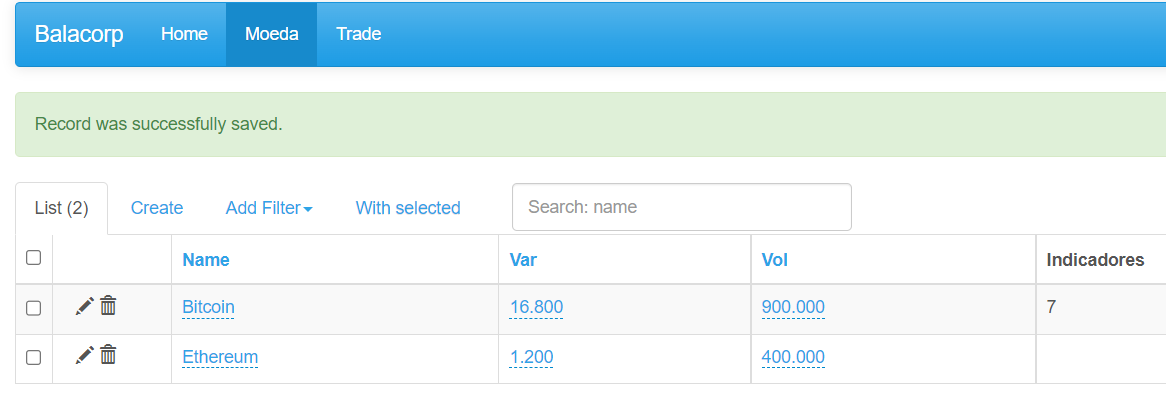 Balacorp Home Moeda Trade
Record was successfully saved.
List (2) Create Add Filter With selected Search: name
Name Var Vol Indicadores
Bitcoin 16.800 900.000 7
Ethereum 1.200 400.000